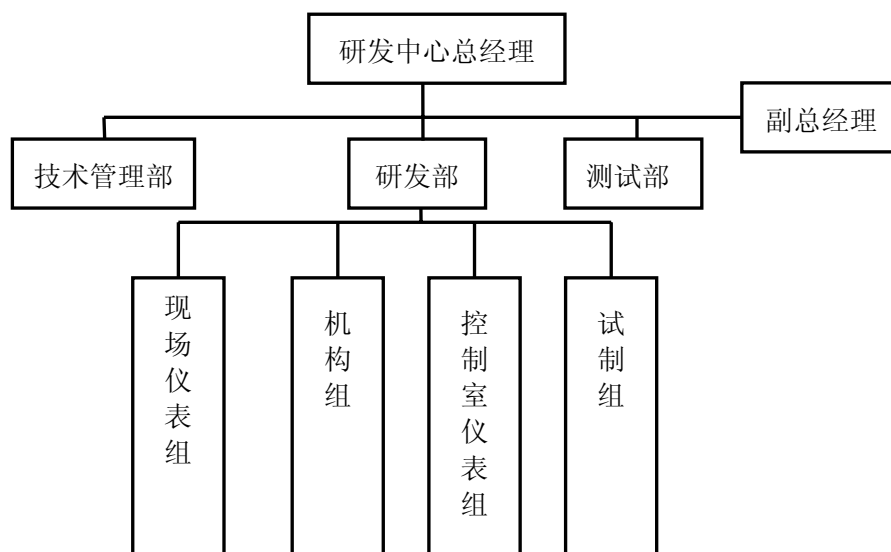 研发中心总经理
副总经理
技术管理部
研发部
测试部
现场仪表组
机构组
控制室仪表组
试制组